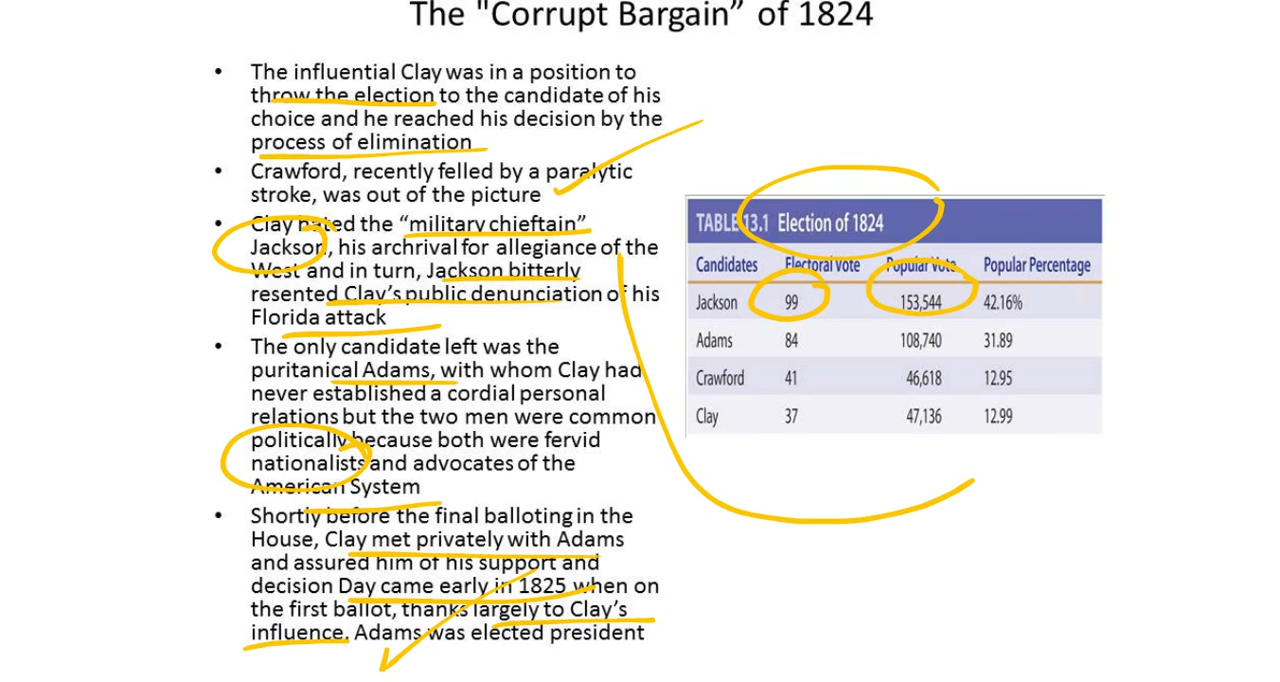 The "Corrupt Bargain” of 1824
• The influential Clay was in a position to
throw the election to the candidate of his
choice and he reached his decision by the
process of elimination
• Crawford, recently felled by a paralytic
stroke, was out of the picture
• Clay hated the “military chieftain”
Jackson, his archrival for allegiance of the
West and in turn, Jackson bitterly
resented Clay’s public denunciation of his
Florida attack
• The only candidate left was the
puritanical Adams, with whom Clay had
never established a cordial personal
relations but the two men were common
politically because both were fervid
nationalists and advocates of the
American System
• Shortly before the final balloting in the
House, Clay met privately with Adams
and assured him of his support and
decision Day came early in 1825 when on
the first ballot, thanks largely to Clay’s
influence. Adams was elected president
TABLE 13.1 Election of 1824
Candidates Electoral Vote Popular Vote Popular Percentage
Jackson 99 153,544 42.16%
Adams 84 108,740 31.89
Crawford 41 46,618 12.95
Clay 37 47,136 12.99